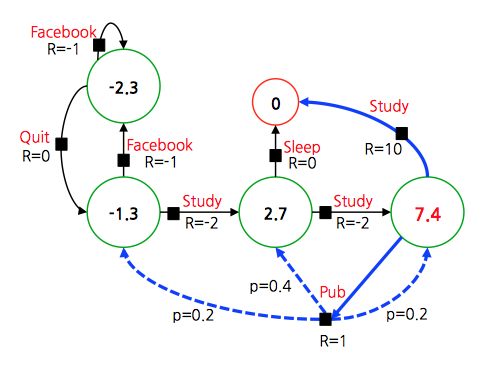 Facebook
R=-1
-2.3
0
Study
R=10
Quit
R=0
Facebook
R=-1
Sleep
R=0
-1.3
Study
R=-2
2.7
Study
R=-2
7.4
p=0.2
p=0.4
Pub
p=0.2
R=1